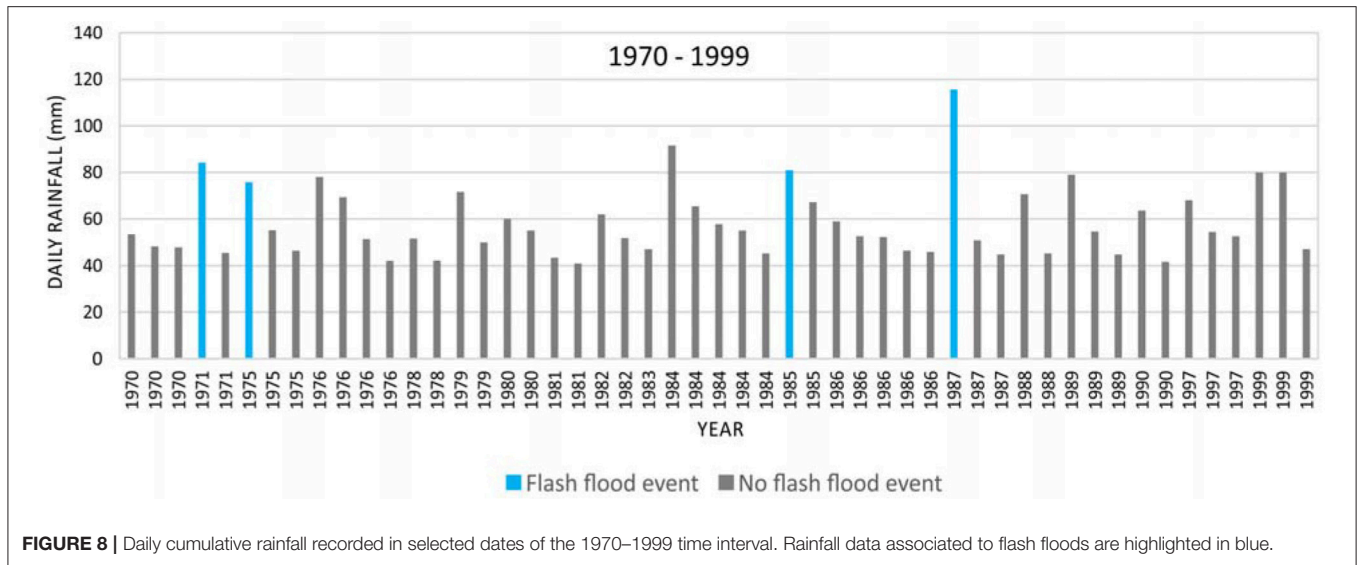 140
1970 - 1999
120
100
80
60
40
20
0
DAILY RAINFALL (mm)
1970 1970 1970 1971 1971 1975 1975 1975 1976 1976 1976 1976 1978 1978 1979 1979 1980 1980 1981 1981 1982 1982 1983 1984 1984 1984 1984 1984 1985 1985 1986 1986 1986 1986 1986 1987 1987 1987 1988 1988 1989 1989 1989 1990 1990 1997 1997 1997 1999 1999 1999
YEAR
Flash flood event No flash flood event
FIGURE 8 | Daily cumulative rainfall recorded in selected dates of the 1970–1999 time interval. Rainfall data associated to flash floods are highlighted in blue.